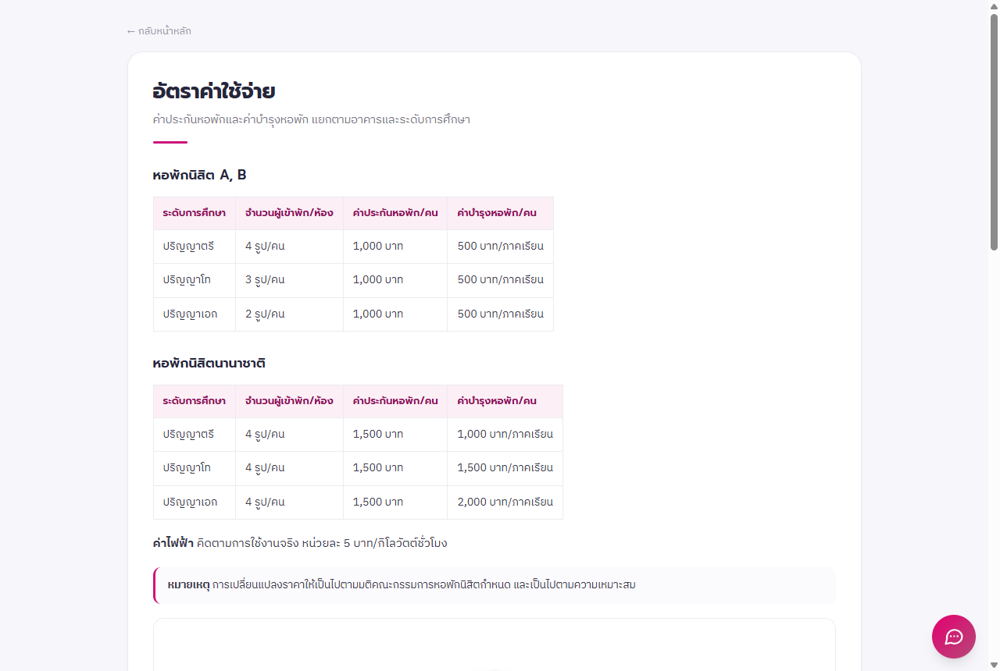 ← กลับหน้าหลัก
อัตราค่าใช้จ่าย
ค่าประกันหอพักและค่าบำรุงหอพัก แยกตามอาคารและระดับการศึกษา
หอพักนิสิต A, B
ระดับการศึกษา จำนวนผู้เข้าพัก/ห้อง ค่าประกันหอพัก/คน ค่าบำรุงหอพัก/คน
ปริญญาตรี 4 รูป/คน 1,000 บาท 500 บาท/ภาคเรียน
ปริญญาโท 3 รูป/คน 1,000 บาท 500 บาท/ภาคเรียน
ปริญญาเอก 2 รูป/คน 1,000 บาท 500 บาท/ภาคเรียน
หอพักนิสิตนานาชาติ
ระดับการศึกษา จำนวนผู้เข้าพัก/ห้อง ค่าประกันหอพัก/คน ค่าบำรุงหอพัก/คน
ปริญญาตรี 4 รูป/คน 1,500 บาท 1,000 บาท/ภาคเรียน
ปริญญาโท 4 รูป/คน 1,500 บาท 1,500 บาท/ภาคเรียน
ปริญญาเอก 4 รูป/คน 1,500 บาท 2,000 บาท/ภาคเรียน
ค่าไฟฟ้า คิดตามการใช้งานจริง หน่วยละ 5 บาท/กิโลวัตต์ชั่วโมง
หมายเหตุ การเปลี่ยนแปลงราคาให้เป็นไปตามมติคณะกรรมการหอพักนิสิตกำหนด และเป็นไปตามความเหมาะสม